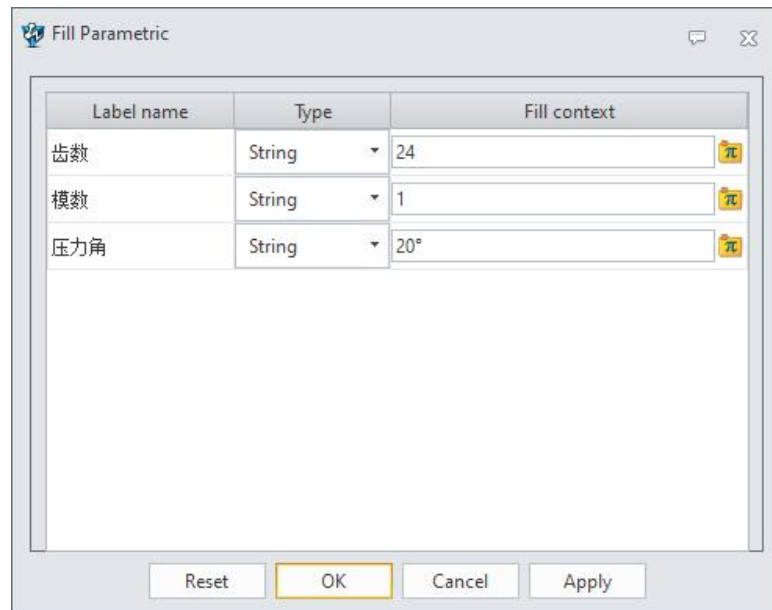 Fill Parametric
Label name Type Fill context
齿数 String 24 π
模数 String 1 π
压力角 String 20° π
Reset OK Cancel Apply